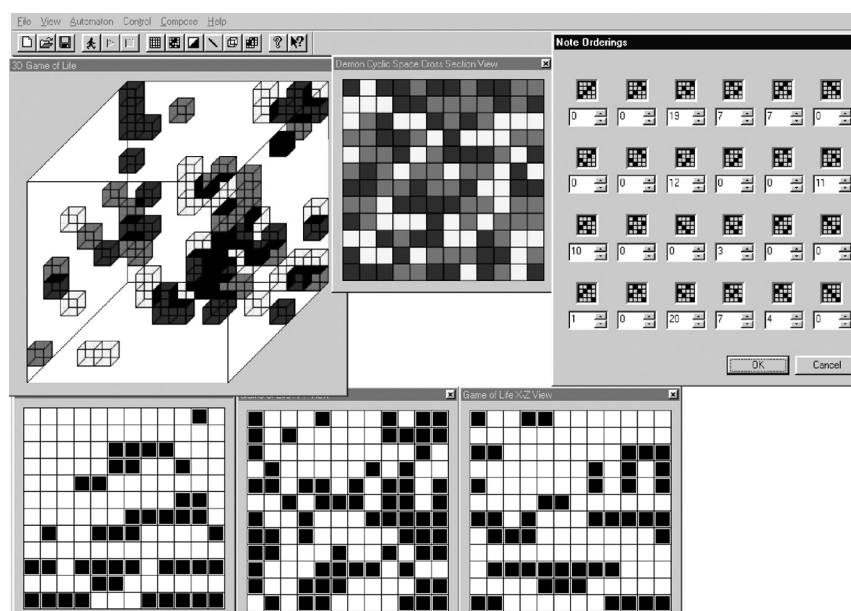 File View Automaton Control Compose Help
3D Game of Life
Demon Cyclic Space Cross Section View
Note Orderings
0 0 19 7 7 0
0 0 12 0 0 11
10 0 0 3 0 0
1 0 20 7 4 0
OK Cancel
Game of Life X-Z View